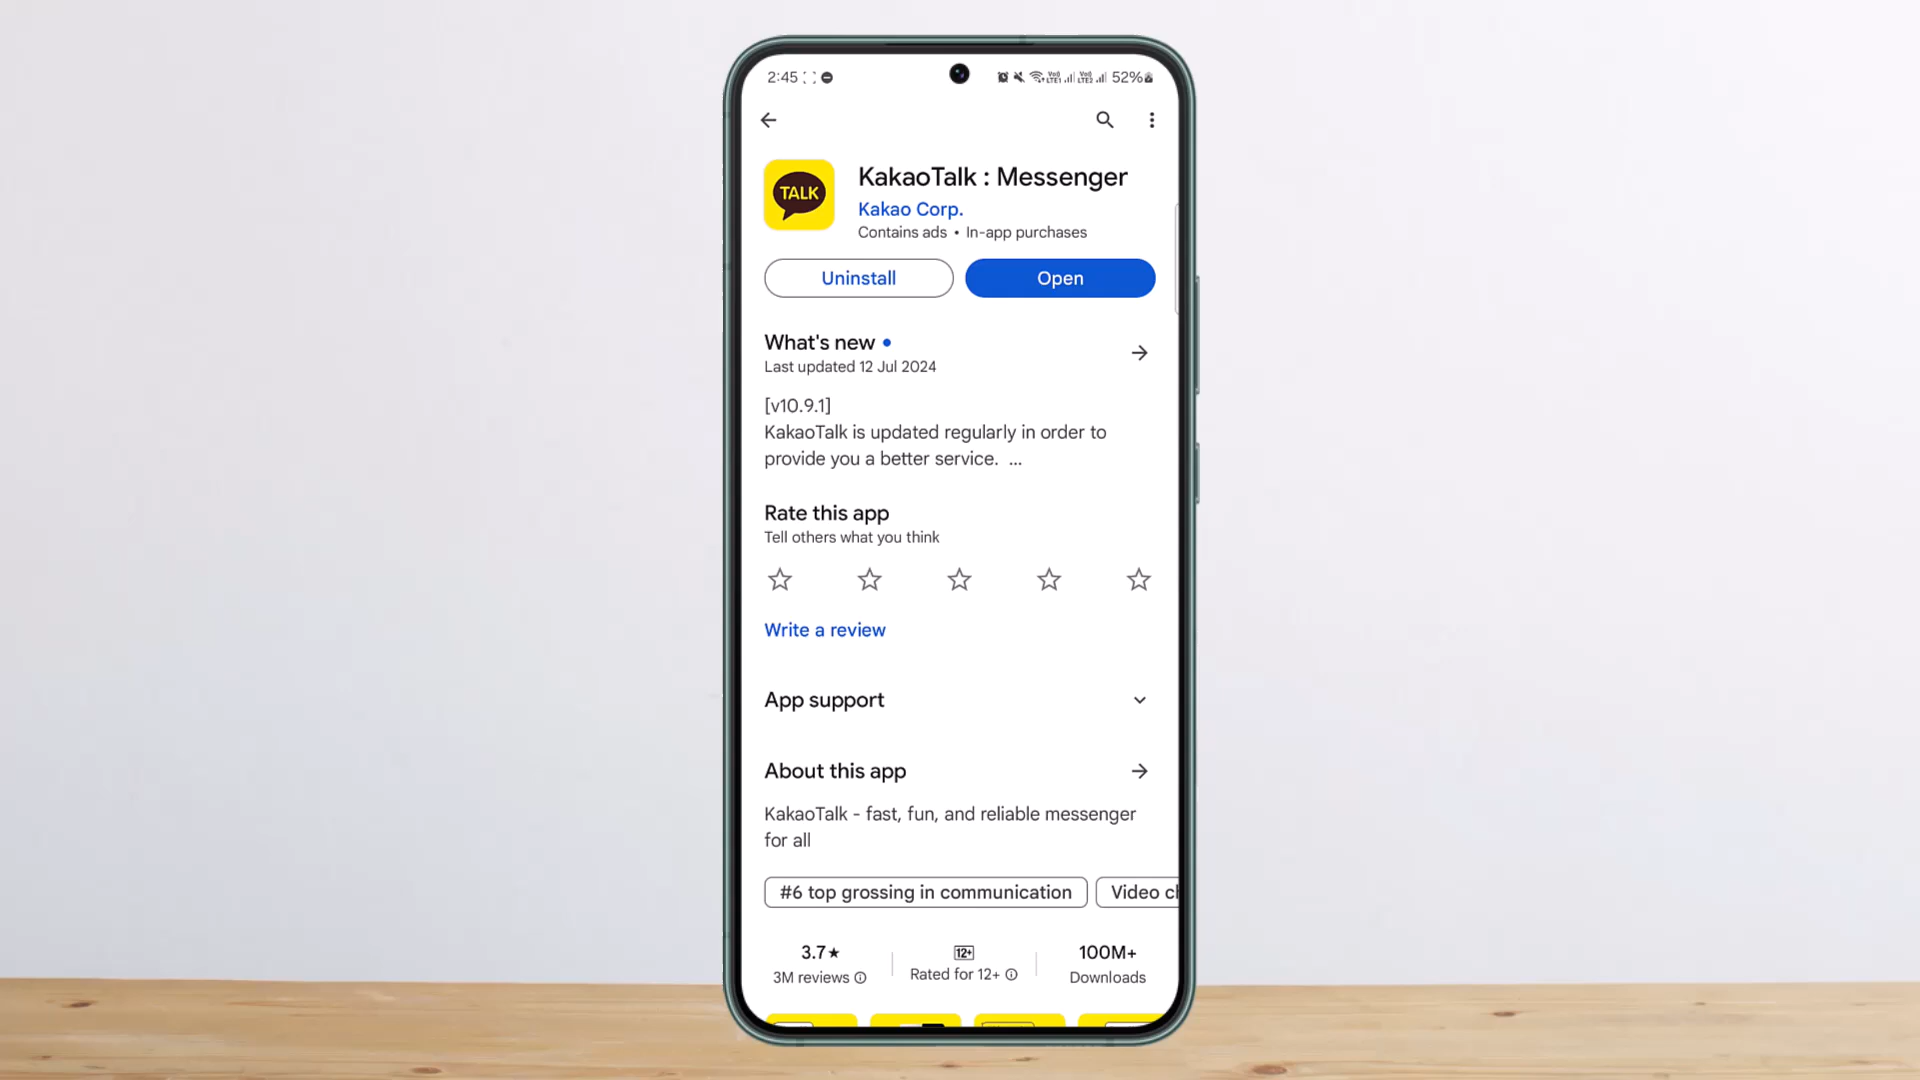 2:45 52%
TALK
KakaoTalk : Messenger
Kakao Corp.
Contains ads • In-app purchases
Uninstall Open
What's new
Last updated 12 Jul 2024
[v10.9.1]
KakaoTalk is updated regularly in order to
provide you a better service. ...
Rate this app
Tell others what you think
Write a review
App support
About this app
KakaoTalk - fast, fun, and reliable messenger
for all
#6 top grossing in communication Video
3.7★ 12+ 100M+
3M reviews Rated for 12+ Downloads